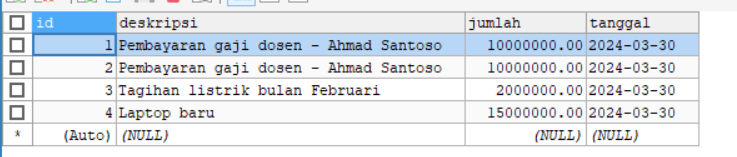 id deskripsi jumlah tanggal
1 Pembayaran gaji dosen - Ahmad Santoso 10000000.00 2024-03-30
2 Pembayaran gaji dosen - Ahmad Santoso 10000000.00 2024-03-30
3 Tagihan listrik bulan Februari 2000000.00 2024-03-30
4 Laptop baru 15000000.00 2024-03-30
* (Auto) (NULL) (NULL) (NULL)